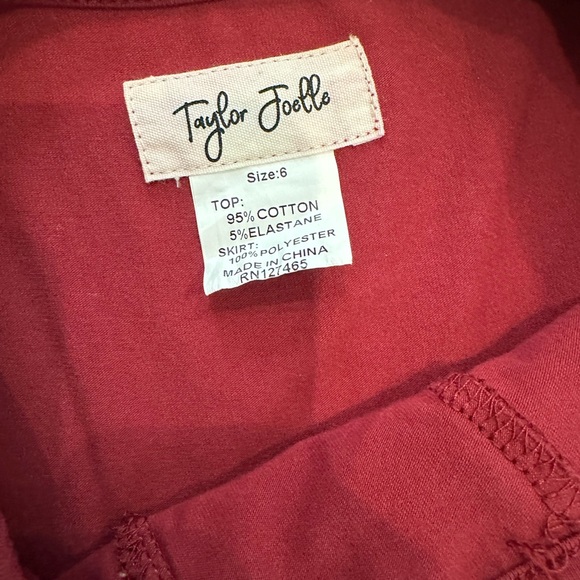 Taylor Joelle
Size:6
TOP:
95%COTTON
5%ELASTANE
SKIRT:
100%POLYESTER
MADE IN CHINA
RN127465